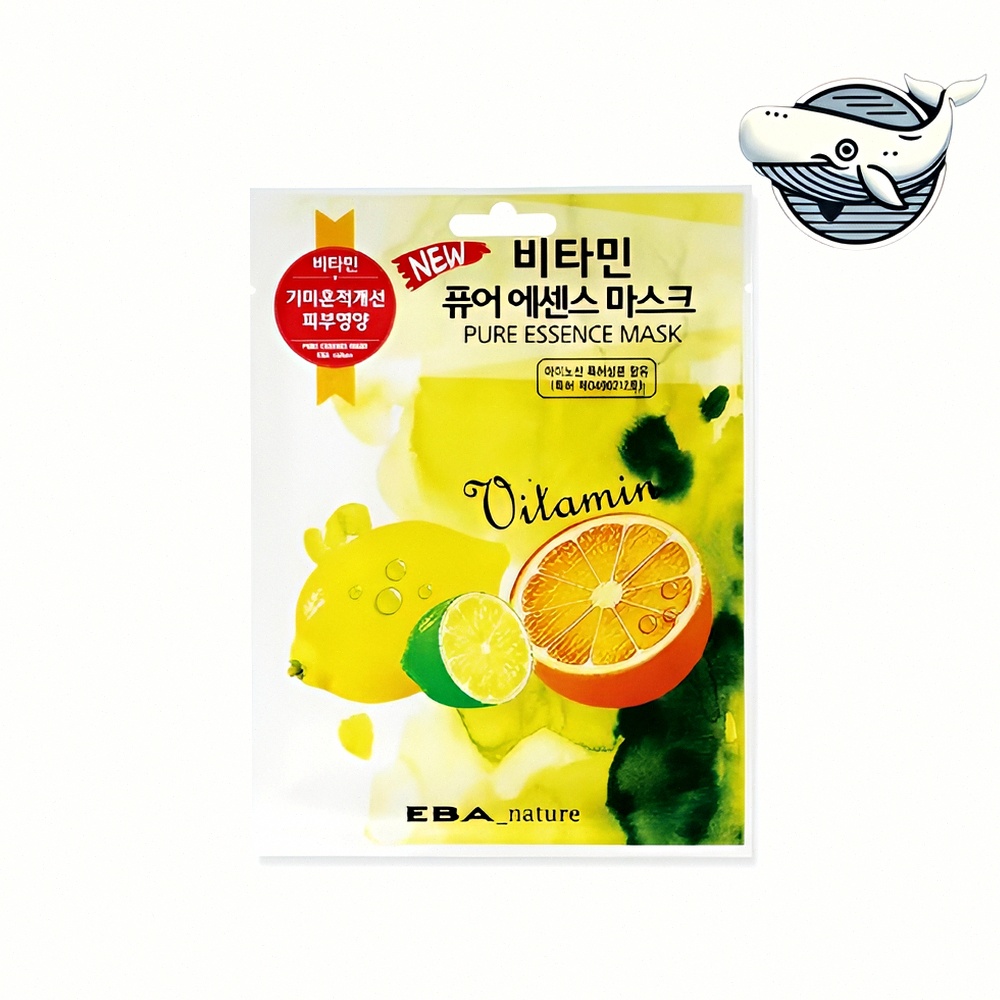 비타민
기미흔적개선
피부영양
NEW
비타민
퓨어 에센스 마스크
PURE ESSENCE MASK
Vitamin
EBA_nature